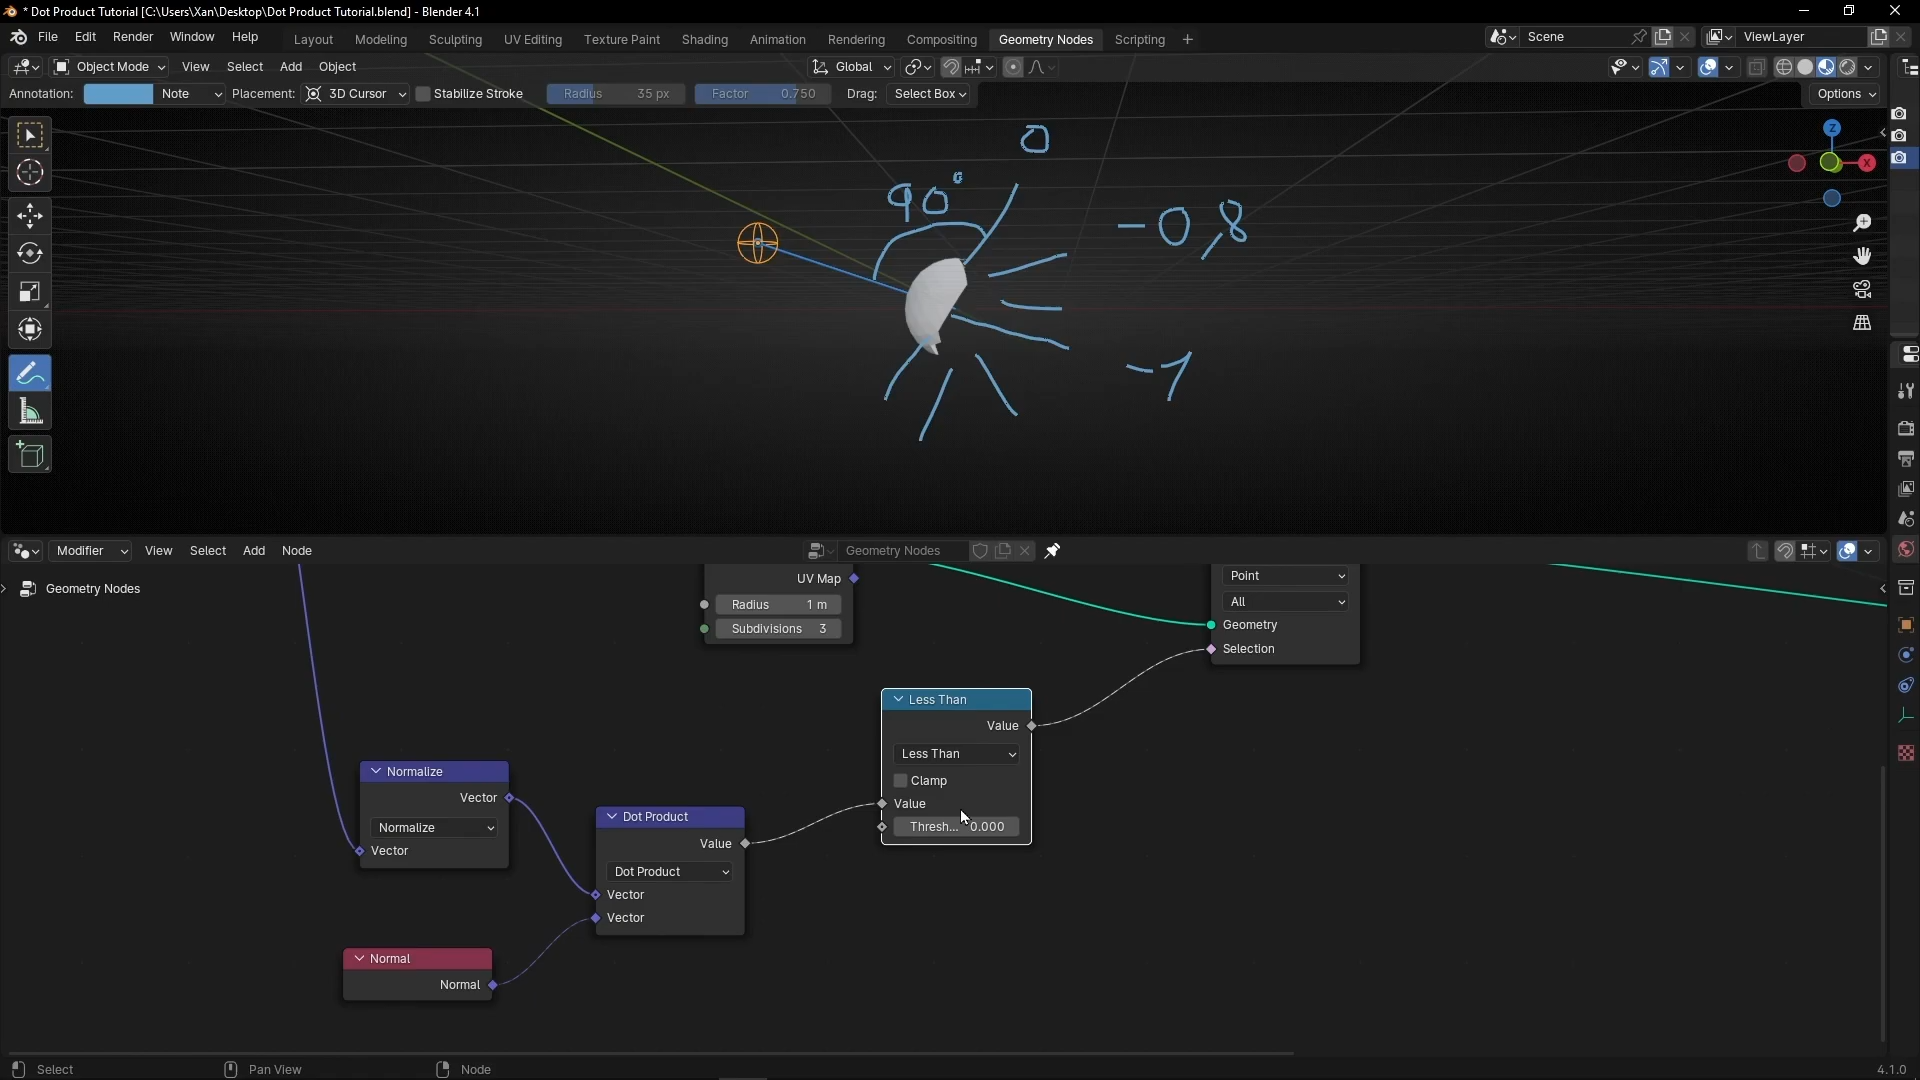 * Dot Product Tutorial [C:\Users\Xan\Desktop\Dot Product Tutorial.blend] - Blender 4.1
File Edit Render Window Help Layout Modeling Sculpting UV Editing Texture Paint Shading Animation Rendering Compositing Geometry Nodes Scripting + Scene ViewLayer
Object Mode View Select Add Object Global
Annotation: Note Placement: 3D Cursor Stabilize Stroke Radius 35 px Factor 0.750 Drag: Select Box Options
Z
X
0
90°
-0,8
-1
Modifier View Select Add Node Geometry Nodes
Geometry Nodes
UV Map
Radius 1 m
Subdivisions 3
Point
All
Geometry
Selection
Less Than
Value
Less Than
Clamp
Value
Thresh... 0.000
Normalize
Vector
Normalize
Vector
Dot Product
Value
Dot Product
Vector
Vector
Normal
Normal
Select Pan View Node 4.1.0